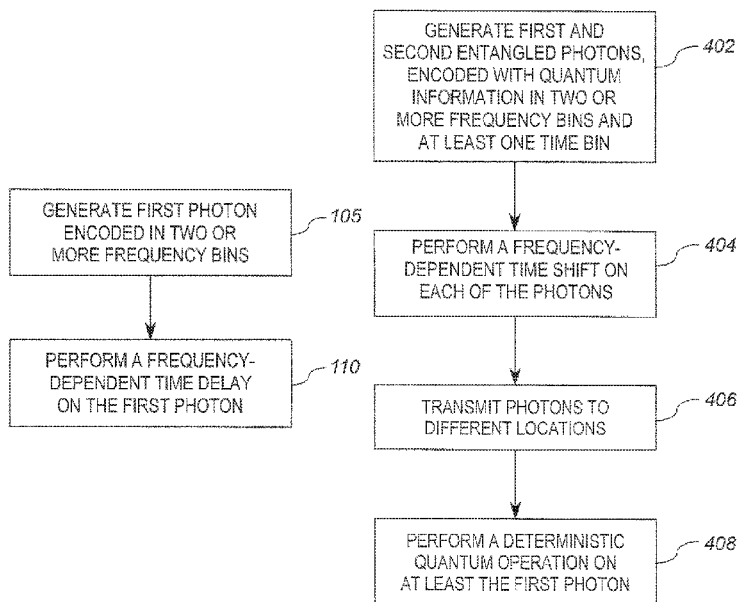 GENERATE FIRST PHOTON
ENCODED IN TWO OR
MORE FREQUENCY BINS
105
PERFORM A FREQUENCY-
DEPENDENT TIME DELAY
ON THE FIRST PHOTON
110
GENERATE FIRST AND
SECOND ENTANGLED PHOTONS,
ENCODED WITH QUANTUM
INFORMATION IN TWO OR
MORE FREQUENCY BINS AND
AT LEAST ONE TIME BIN
402
PERFORM A FREQUENCY-
DEPENDENT TIME SHIFT ON
EACH OF THE PHOTONS
404
TRANSMIT PHOTONS TO
DIFFERENT LOCATIONS
406
PERFORM A DETERMINISTIC
QUANTUM OPERATION ON
AT LEAST THE FIRST PHOTON
408